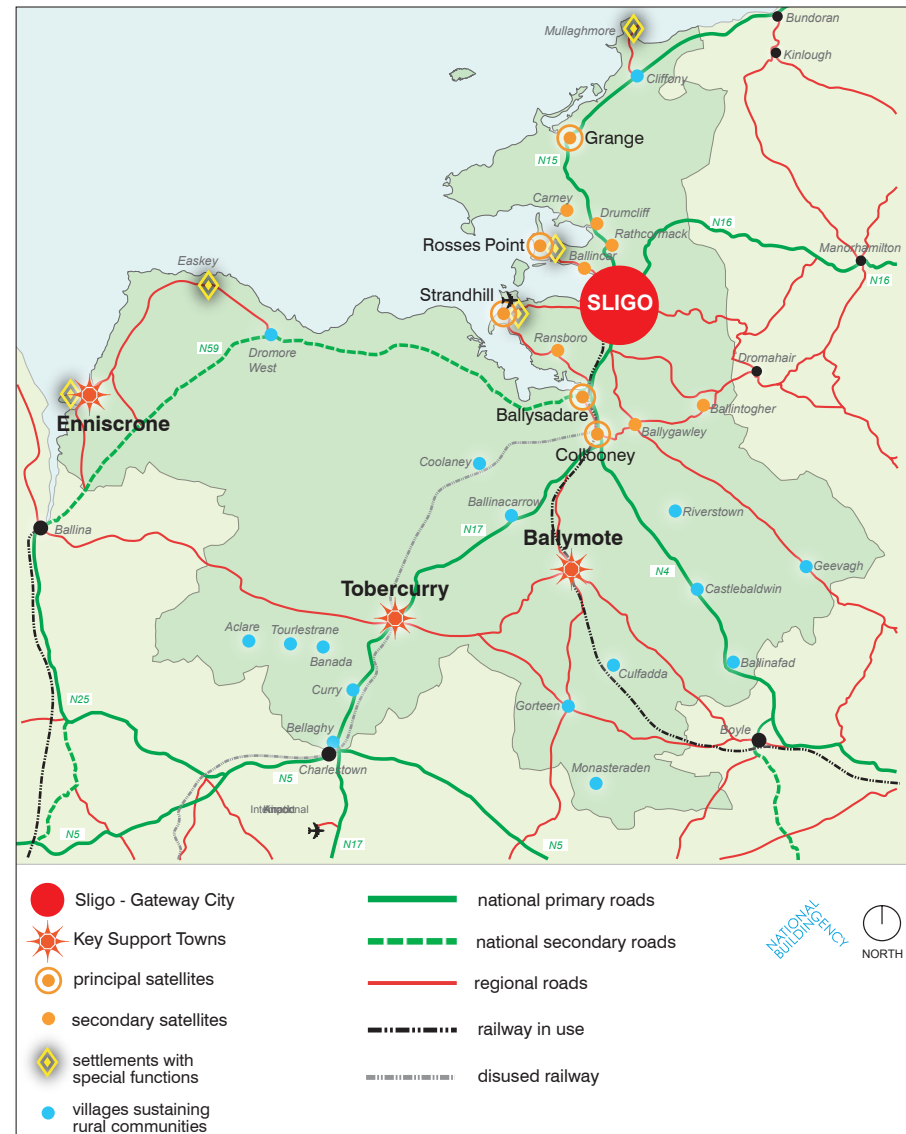 Bundoran
Mullaghmore
Kinlough
Cliffony
Grange
N15
Carney
Drumcliff
N16
Rathcormack
Rosses Point
Manorhamilton
Ballincar
Easkey
N16
Strandhill
SLIGO
Ransboro
Dromore
West
N59
Dromahair
Enniscrone
Ballysadare
Ballintogher
Ballygawley
Collooney
Coolaney
Ballinacarrow
Riverstown
Ballina
N17
Ballymote
Geevagh
N4
Tobercurry
Castlebaldwin
Aclare
Tourlestrane
Banada
Ballinafad
Culfadda
Curry
N25
Gorteen
Bellaghy
Boyle
Charlestown
Monasteraden
N5
N5
N17
N5
Sligo - Gateway City
Key Support Towns
principal satellites
secondary satellites
settlements with
special functions
villages sustaining
rural communities
national primary roads
national secondary roads
regional roads
railway in use
disused railway
NATIONAL
BUILDINGENCY
NORTH